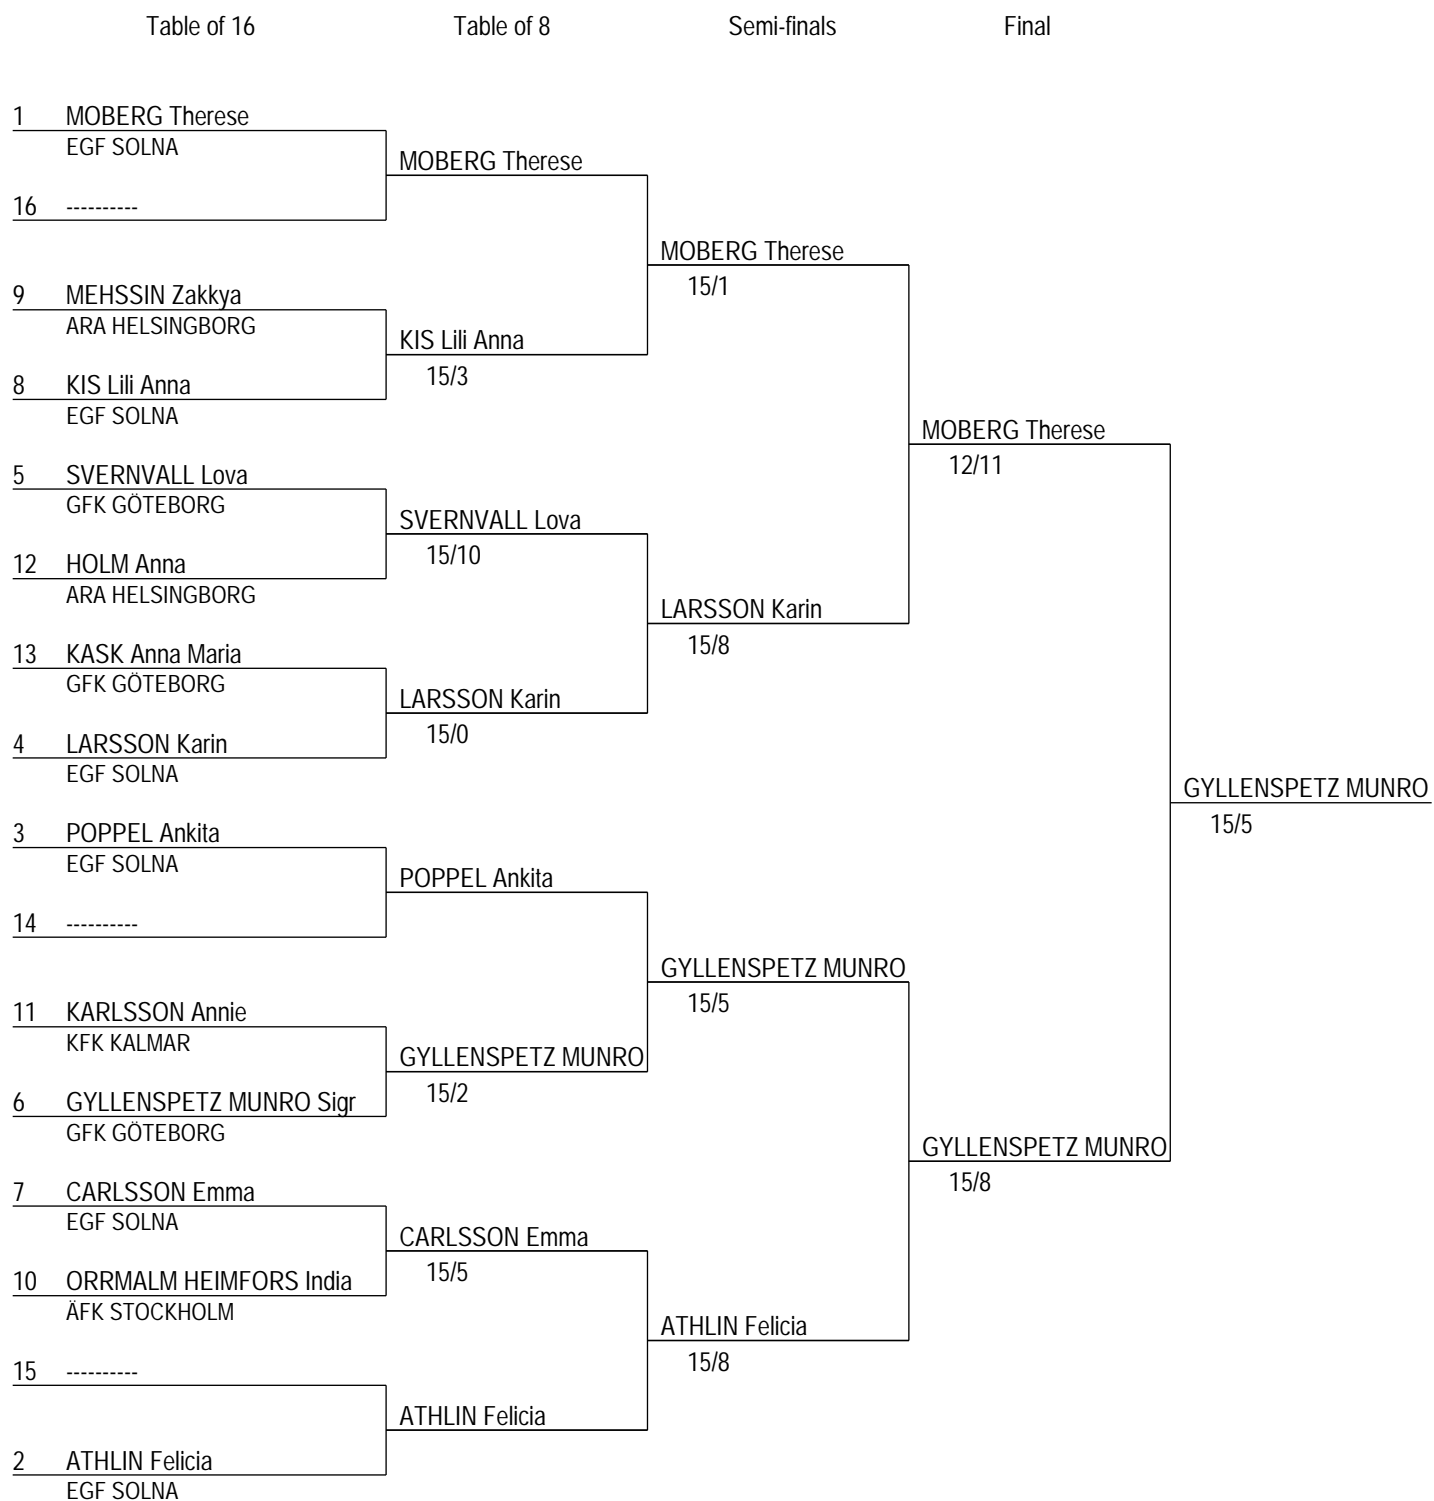 Table of 16 Table of 8 Semi-finals Final
1 MOBERG Therese
EGF SOLNA
MOBERG Therese
16 ----------
MOBERG Therese
15/1
9 MEHSSIN Zakkya
ARA HELSINGBORG
KIS Lili Anna
15/3
8 KIS Lili Anna
EGF SOLNA
MOBERG Therese
12/11
5 SVERNVALL Lova
GFK GÖTEBORG
SVERNVALL Lova
15/10
12 HOLM Anna
ARA HELSINGBORG
LARSSON Karin
15/8
13 KASK Anna Maria
GFK GÖTEBORG
LARSSON Karin
15/0
4 LARSSON Karin
EGF SOLNA
GYLLENSPETZ MUNRO
15/5
3 POPPEL Ankita
EGF SOLNA
POPPEL Ankita
14 ----------
GYLLENSPETZ MUNRO
15/5
11 KARLSSON Annie
KFK KALMAR
GYLLENSPETZ MUNRO
15/2
6 GYLLENSPETZ MUNRO Sigr
GFK GÖTEBORG
GYLLENSPETZ MUNRO
15/8
7 CARLSSON Emma
EGF SOLNA
CARLSSON Emma
15/5
10 ORRMALM HEIMFORS India
ÄFK STOCKHOLM
ATHLIN Felicia
15/8
15 ----------
ATHLIN Felicia
2 ATHLIN Felicia
EGF SOLNA